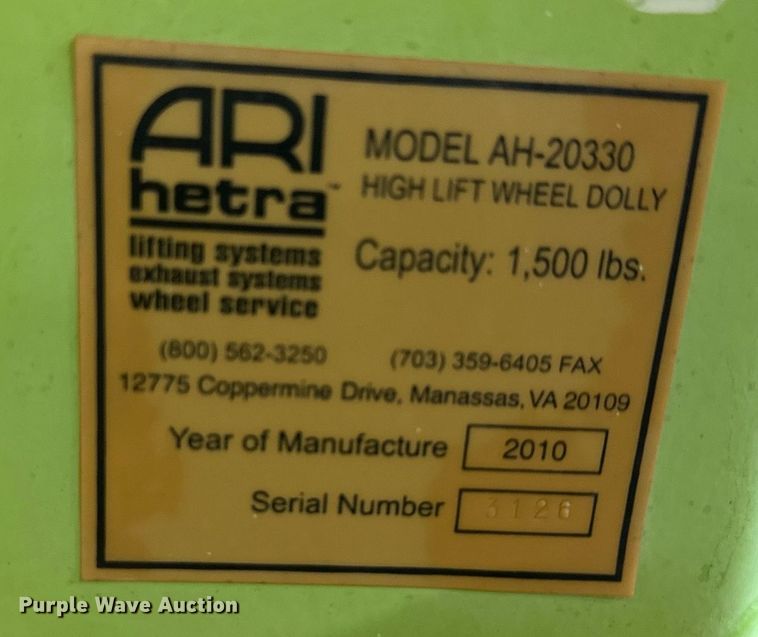 ARI
hetra™
lifting systems
exhaust systems
wheel service
MODEL AH-20330
HIGH LIFT WHEEL DOLLY
Capacity: 1,500 lbs.
(800) 562-3250 (703) 359-6405 FAX
12775 Coppermine Drive, Manassas, VA 20109
Year of Manufacture 2010
Serial Number 3126
Purple Wave Auction